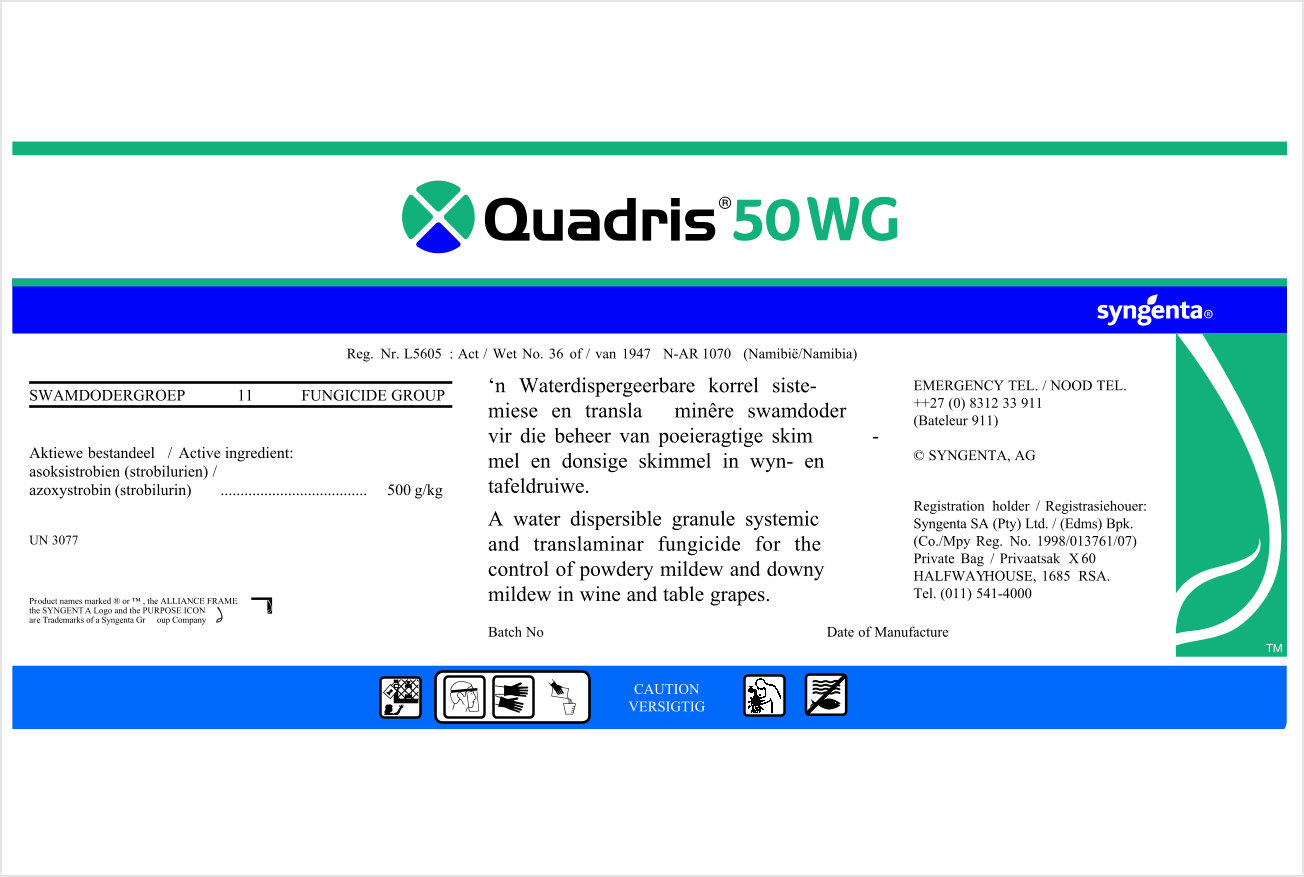 Quadris® 50 WG
syngenta®
Reg. Nr. L5605 : Act / Wet No. 36 of / van 1947 N-AR 1070 (Namibië/Namibia)
SWAMDODERGROEP 11 FUNGICIDE GROUP
Aktiewe bestandeel / Active ingredient:
asoksistrobien (strobilurien) /
azoxystrobin (strobilurin) ..................................... 500 g/kg
UN 3077
Product names marked ® or ™ , the ALLIANCE FRAME
the SYNGENT A Logo and the PURPOSE ICON
are Trademarks of a Syngenta Gr oup Company
‘n Waterdispergeerbare korrel siste-
miese en transla minêre swamdoder
vir die beheer van poeieragtige skim -
mel en donsige skimmel in wyn- en
tafeldruiwe.
A water dispersible granule systemic
and translaminar fungicide for the
control of powdery mildew and downy
mildew in wine and table grapes.
Batch No
Date of Manufacture
EMERGENCY TEL. / NOOD TEL.
++27 (0) 8312 33 911
(Bateleur 911)
© SYNGENTA, AG
Registration holder / Registrasiehouer:
Syngenta SA (Pty) Ltd. / (Edms) Bpk.
(Co./Mpy Reg. No. 1998/013761/07)
Private Bag / Privaatsak X60
HALFWAYHOUSE, 1685 RSA.
Tel. (011) 541-4000
TM
CAUTION
VERSIGTIG